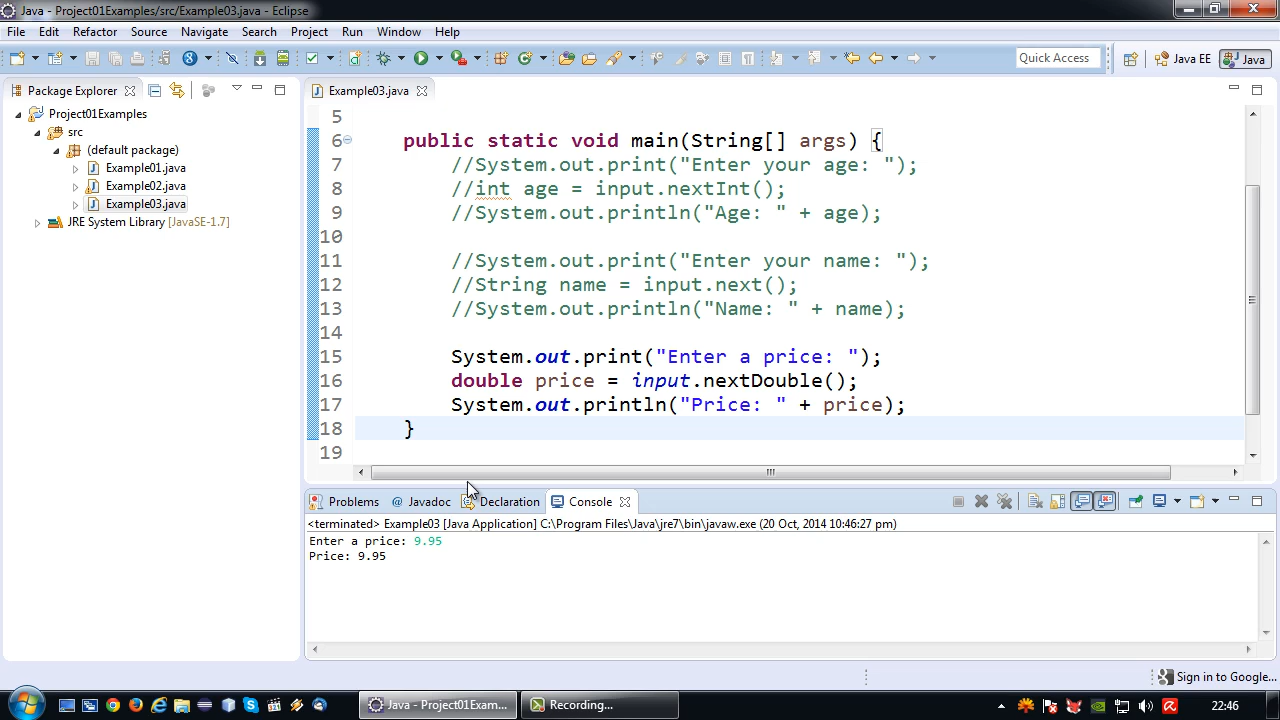 Java - Project01Examples/src/Example03.java - Eclipse
File Edit Refactor Source Navigate Search Project Run Window Help
Quick Access Java EE Java
Package Explorer
Project01Examples
src
(default package)
Example01.java
Example02.java
Example03.java
JRE System Library [JavaSE-1.7]
Example03.java
5
6 public static void main(String[] args) {
7 //System.out.print("Enter your age: ");
8 //int age = input.nextInt();
9 //System.out.println("Age: " + age);
10
11 //System.out.print("Enter your name: ");
12 //String name = input.next();
13 //System.out.println("Name: " + name);
14
15 System.out.print("Enter a price: ");
16 double price = input.nextDouble();
17 System.out.println("Price: " + price);
18 }
19
Problems @ Javadoc Declaration Console
<terminated> Example03 [Java Application] C:\Program Files\Java\jre7\bin\javaw.exe (20 Oct, 2014 10:46:27 pm)
Enter a price: 9.95
Price: 9.95
Sign in to Google...
Java - Project01Exam... Recording... 22:46